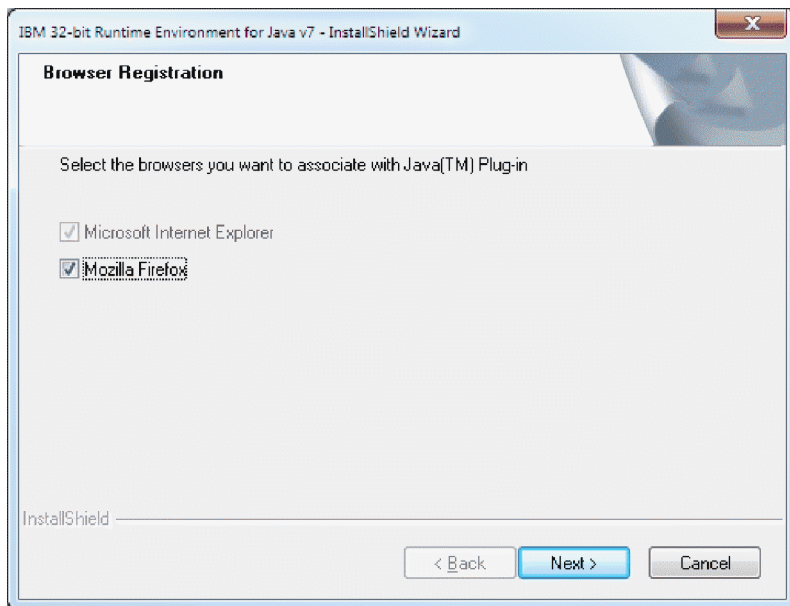 IBM 32-bit Runtime Environment for Java v7 - InstallShield Wizard
Browser Registration
Select the browsers you want to associate with Java(TM) Plug-in
Microsoft Internet Explorer
Mozilla Firefox
InstallShield
< Back
Next >
Cancel